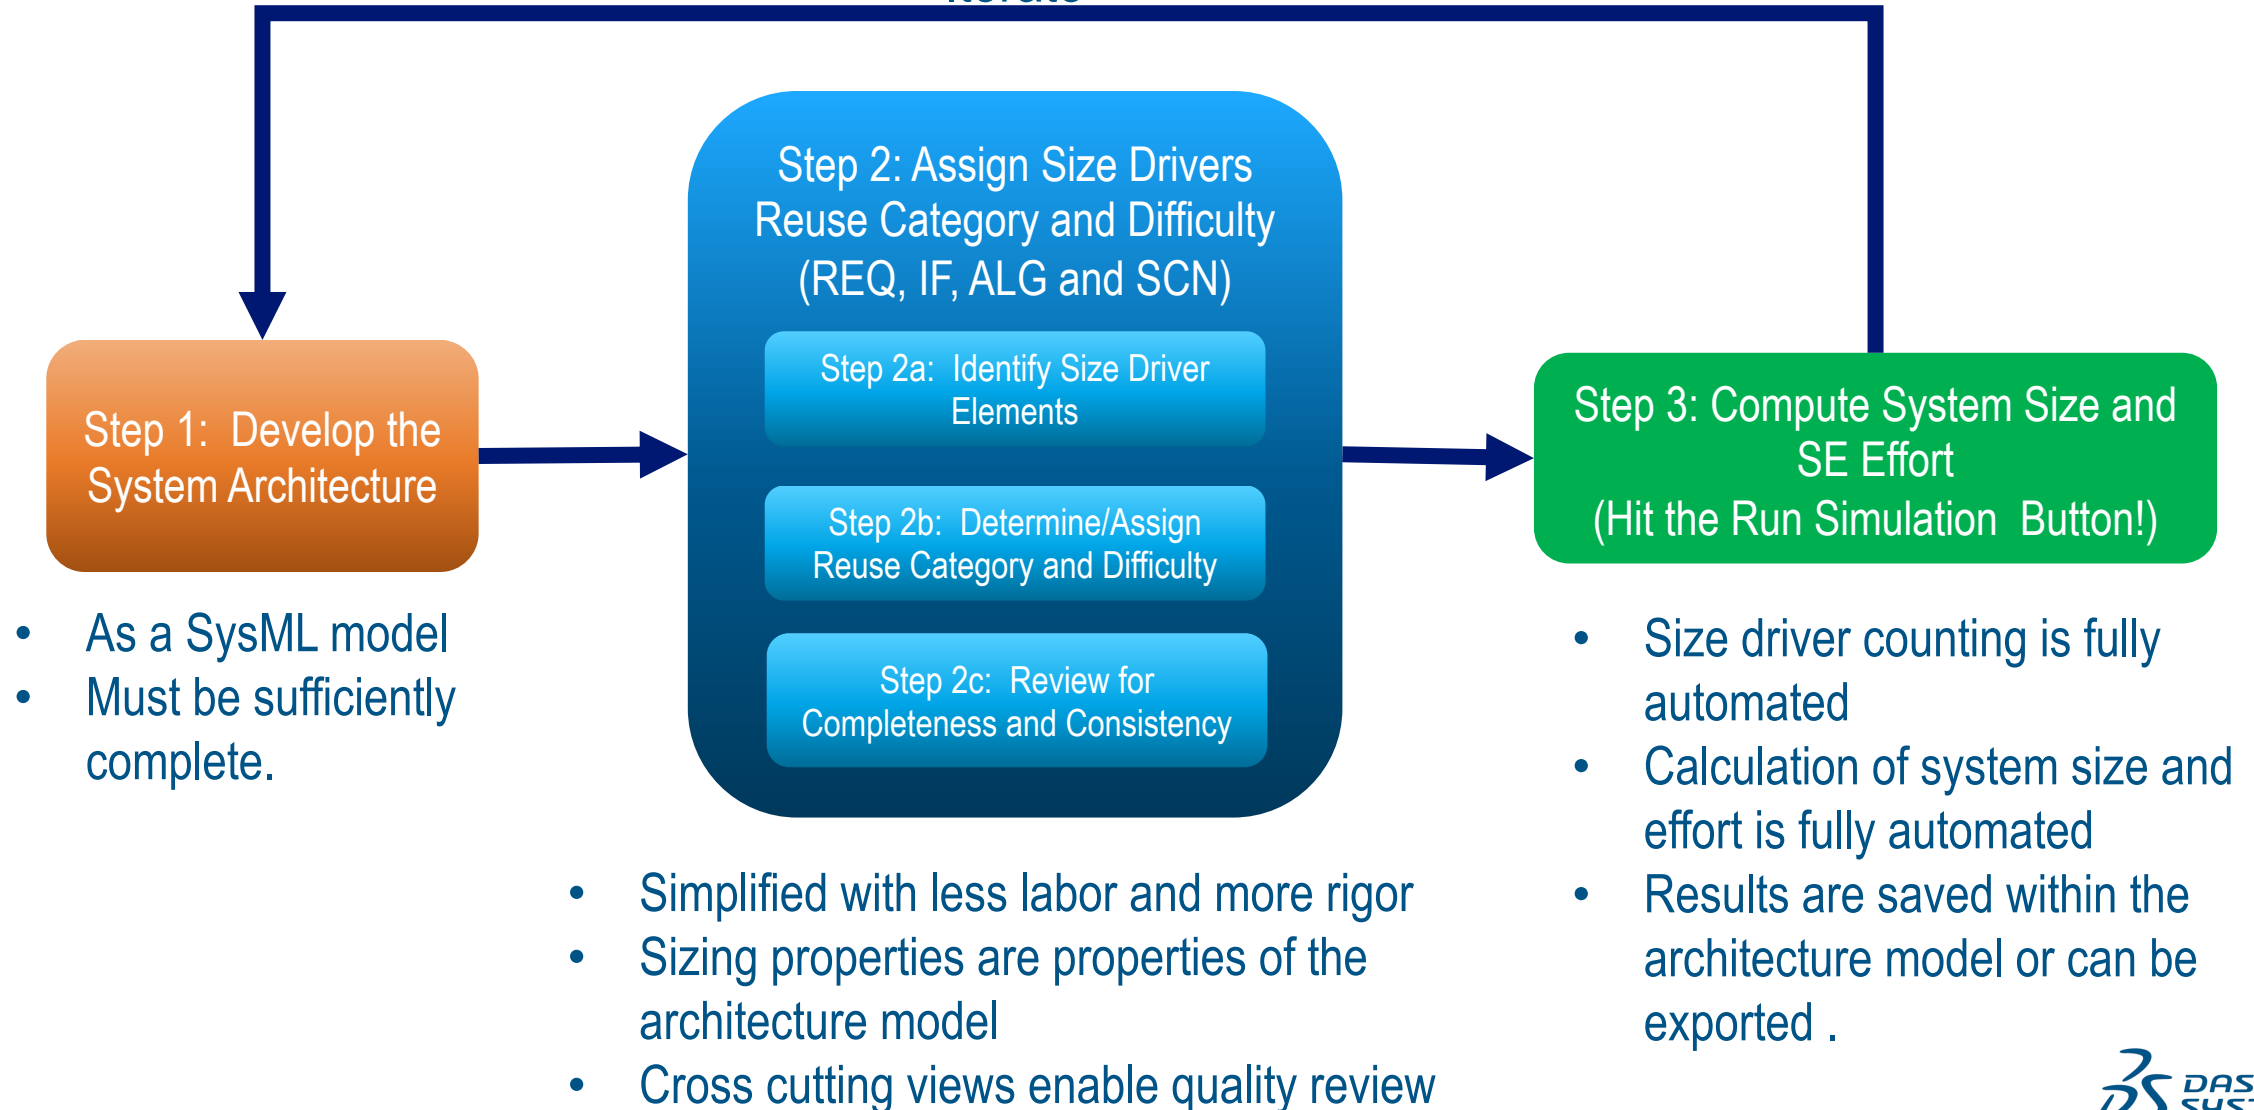 Iterate
Step 1:  Develop the
System Architecture
• As a SysML model
• Must be sufficiently
complete.
Step 2: Assign Size Drivers
Reuse Category and Difficulty
(REQ, IF, ALG and SCN)
Step 2a:  Identify Size Driver
Elements
Step 2b:  Determine/Assign
Reuse Category and Difficulty
Step 2c:  Review for
Completeness and Consistency
• Simplified with less labor and more rigor
• Sizing properties are properties of the
architecture model
• Cross cutting views enable quality review
Step 3: Compute System Size and
SE Effort
(Hit the Run Simulation  Button!)
• Size driver counting is fully
automated
• Calculation of system size and
effort is fully automated
• Results are saved within the
architecture model or can be
exported .